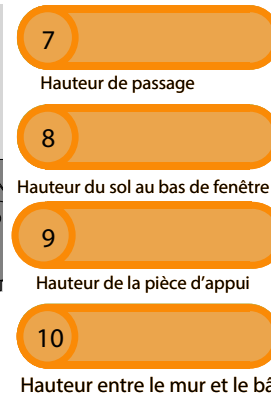 7
Hauteur de passage
8
Hauteur du sol au bas de fenêtre
9
Hauteur de la pièce d'appui
10
Hauteur entre le mur et le bâ